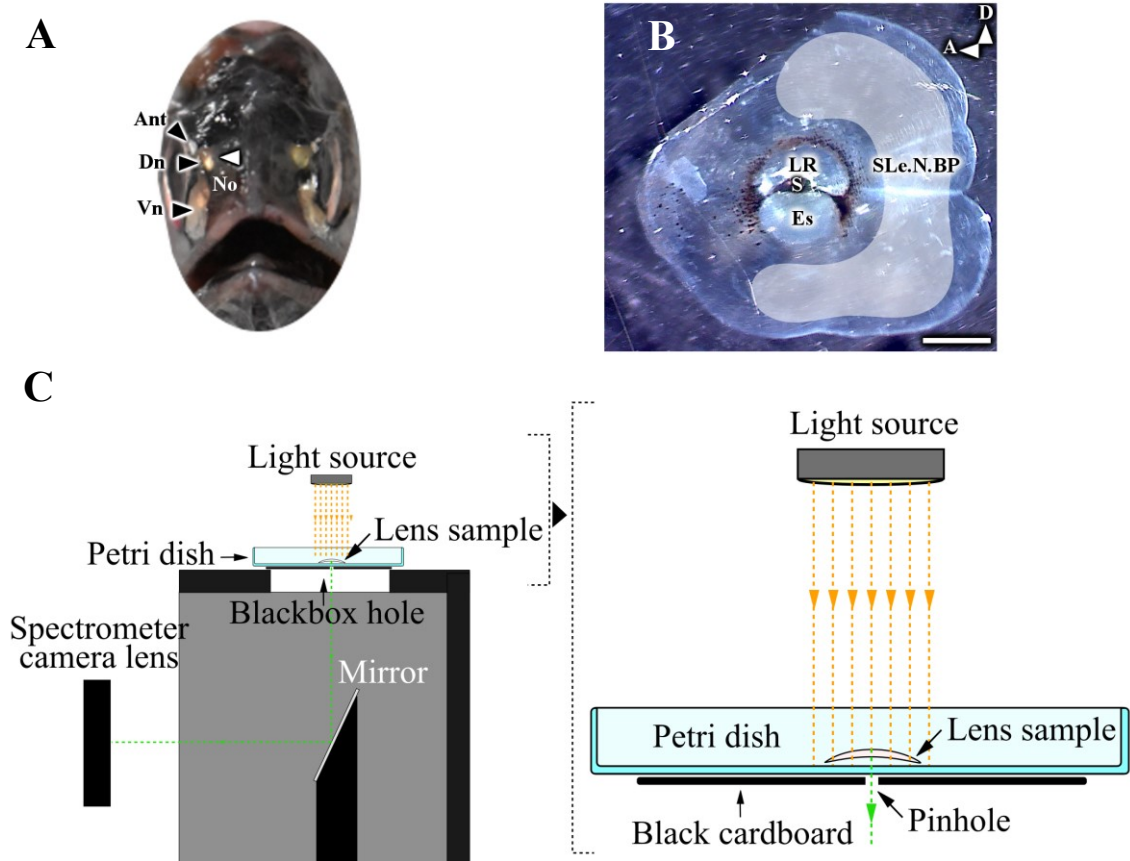 A
Ant
Dn
No
Vn
B
D
A
LR
S
SLe.N.BP
Es
C
Light source
Lens sample
Petri dish
Blackbox hole
Spectrometer
camera lens
Mirror
Light source
Petri dish
Lens sample
Black cardboard
Pinhole